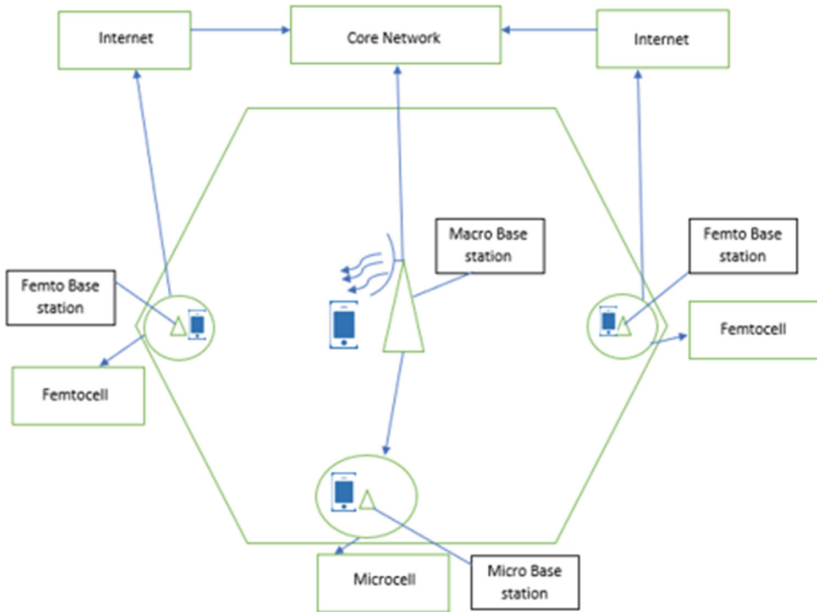 Internet
Core Network
Internet
Macro Base
station
Femto Base
station
Femto Base
station
Femtocell
Femtocell
Microcell
Micro Base
station